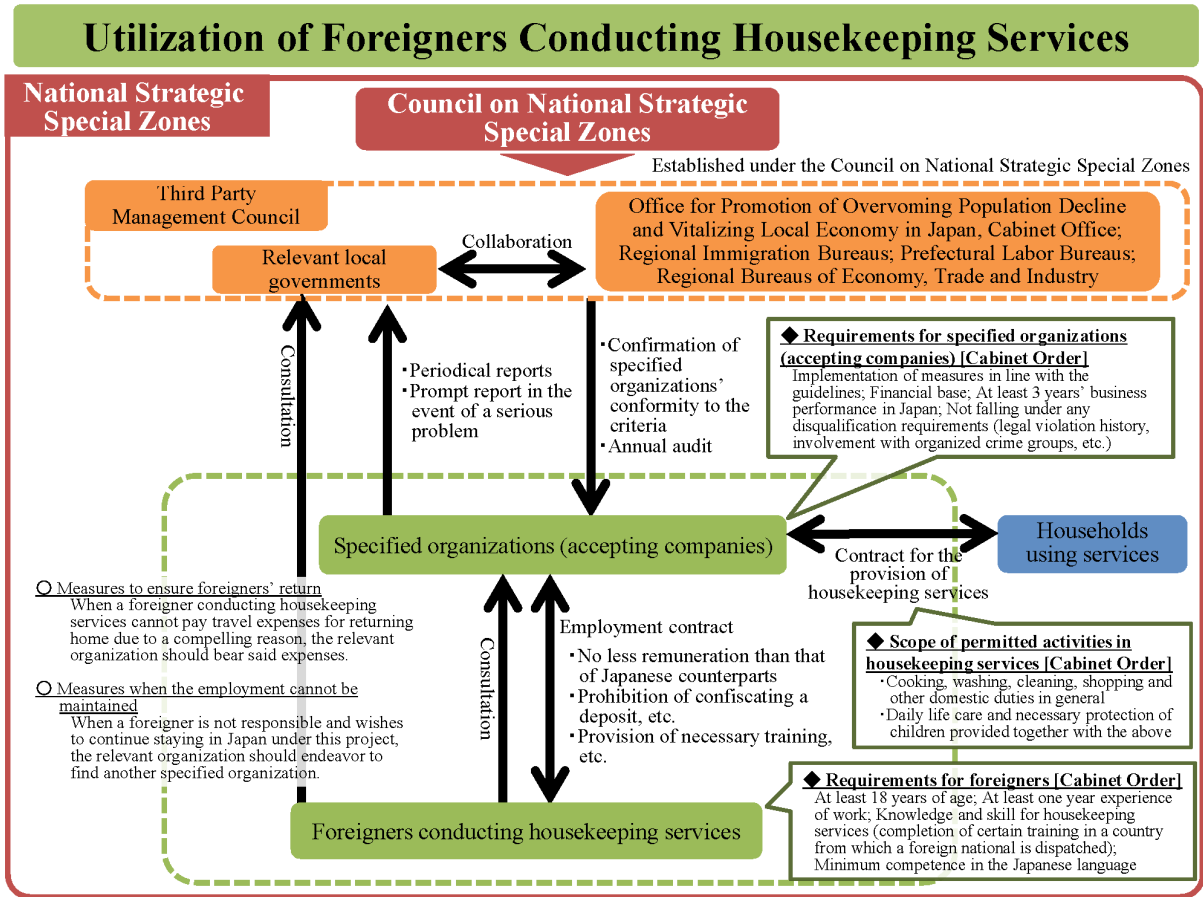 Utilization of Foreigners Conducting Housekeeping Services
National Strategic
Special Zones
Council on National Strategic
Special Zones
Established under the Council on National Strategic Special Zones
Third Party
Management Council
Relevant local
governments
Collaboration
Office for Promotion of Overvoming Population Decline
and Vitalizing Local Economy in Japan, Cabinet Office;
Regional Immigration Bureaus; Prefectural Labor Bureaus;
Regional Bureaus of Economy, Trade and Industry
Consultation
・Periodical reports
・Prompt report in the
event of a serious
problem
・Confirmation of
specified
organizations’
conformity to the
criteria
・Annual audit
◆ Requirements for specified organizations
(accepting companies) [Cabinet Order]
Implementation of measures in line with the
guidelines; Financial base; At least 3 years’ business
performance in Japan; Not falling under any
disqualification requirements (legal violation history,
involvement with organized crime groups, etc.)
Specified organizations (accepting companies)
Households
using services
Contract for the
provision of
housekeeping services
○ Measures to ensure foreigners’ return
When a foreigner conducting housekeeping
services cannot pay travel expenses for returning
home due to a compelling reason, the relevant
organization should bear said expenses.
○ Measures when the employment cannot be
maintained
When a foreigner is not responsible and wishes
to continue staying in Japan under this project,
the relevant organization should endeavor to
find another specified organization.
Consultation
Employment contract
・No less remuneration than that
of Japanese counterparts
・Prohibition of confiscating a
deposit, etc.
・Provision of necessary training,
etc.
◆ Scope of permitted activities in
housekeeping services [Cabinet Order]
・Cooking, washing, cleaning, shopping and
other domestic duties in general
・Daily life care and necessary protection of
children provided together with the above
Foreigners conducting housekeeping services
◆ Requirements for foreigners [Cabinet Order]
At least 18 years of age; At least one year experience
of work; Knowledge and skill for housekeeping
services (completion of certain training in a country
from which a foreign national is dispatched);
Minimum competence in the Japanese language